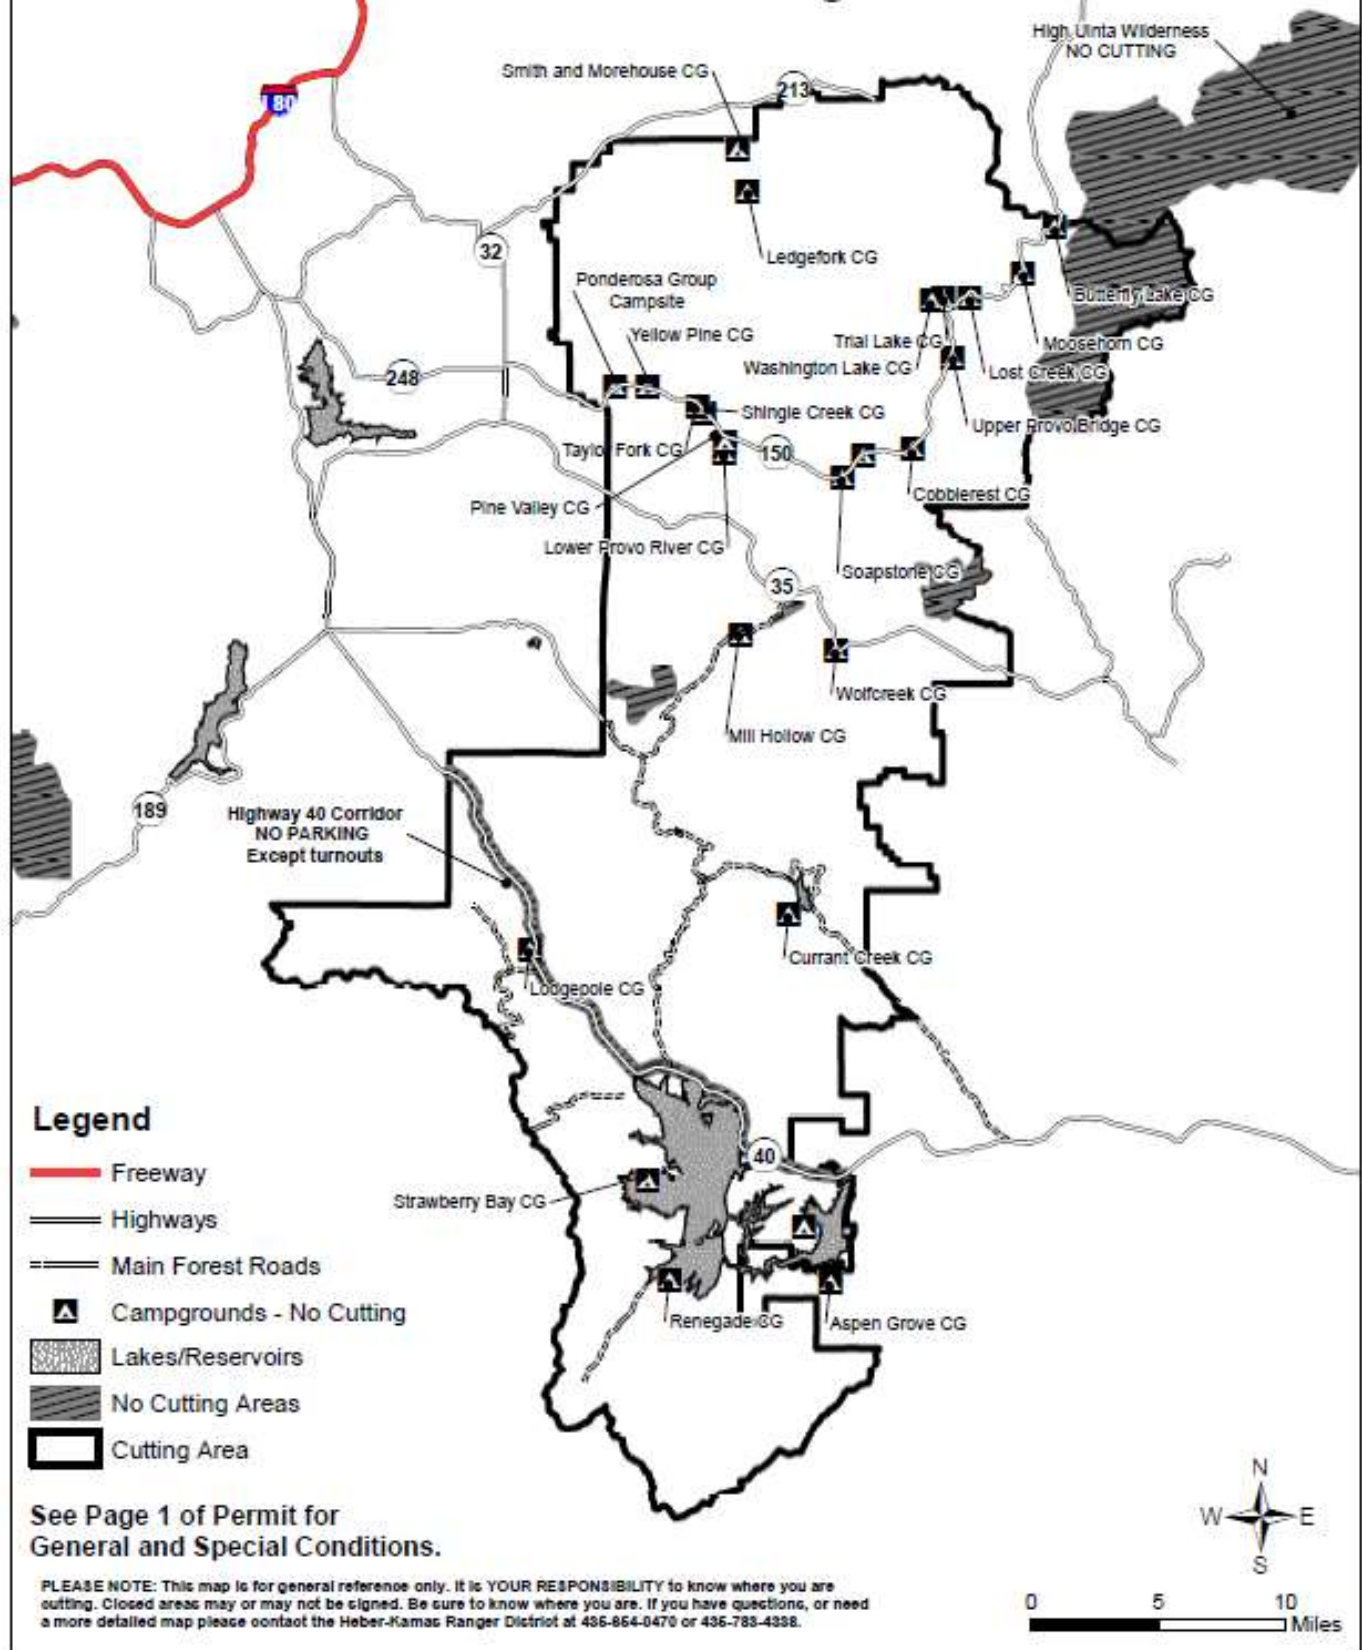 High Uinta Wilderness
NO CUTTING
Smith and Morehouse CG
213
I 80
32
Ledgefork CG
Ponderosa Group
Campsite
Butterfly Lake CG
Yellow Pine CG
Trial Lake CG
Moosehorn CG
Washington Lake CG
Lost Creek CG
248
Shingle Creek CG
Upper Provo Bridge CG
Taylor Fork CG
150
Cobblerest CG
Pine Valley CG
Lower Provo River CG
Soapstone CG
35
Wolfcreek CG
Mill Hollow CG
189
Highway 40 Corridor
NO PARKING
Except turnouts
Currant Creek CG
Lodgepole CG
40
Strawberry Bay CG
Renegade CG
Aspen Grove CG
Legend
Freeway
Highways
Main Forest Roads
Campgrounds - No Cutting
Lakes/Reservoirs
No Cutting Areas
Cutting Area
See Page 1 of Permit for
General and Special Conditions.
N
W E
S
PLEASE NOTE: This map is for general reference only. It is YOUR RESPONSIBILITY to know where you are
cutting. Closed areas may or may not be signed. Be sure to know where you are. If you have questions, or need
a more detailed map please contact the Heber-Kamas Ranger District at 435-654-0470 or 435-783-4338.
0 5 10
Miles